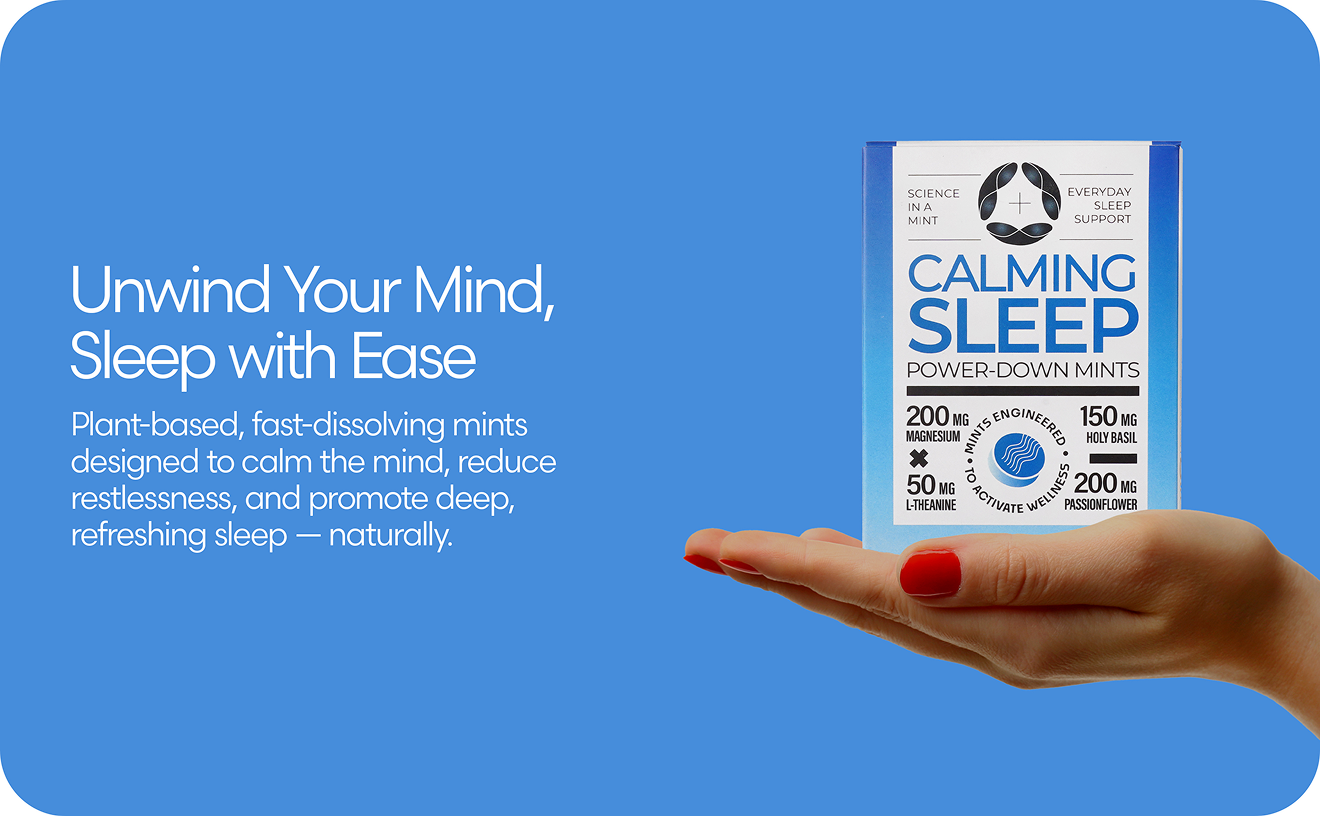 Unwind Your Mind,
Sleep with Ease
Plant-based, fast-dissolving mints
designed to calm the mind, reduce
restlessness, and promote deep,
refreshing sleep — naturally.
SCIENCE
IN A
MINT
EVERYDAY
SLEEP
SUPPORT
CALMING
SLEEP
POWER-DOWN MINTS
200 MG
MAGNESIUM
50 MG
L-THEANINE
• MINTS ENGINEERED •
TO ACTIVATE WELLNESS
150 MG
HOLY BASIL
200 MG
PASSIONFLOWER